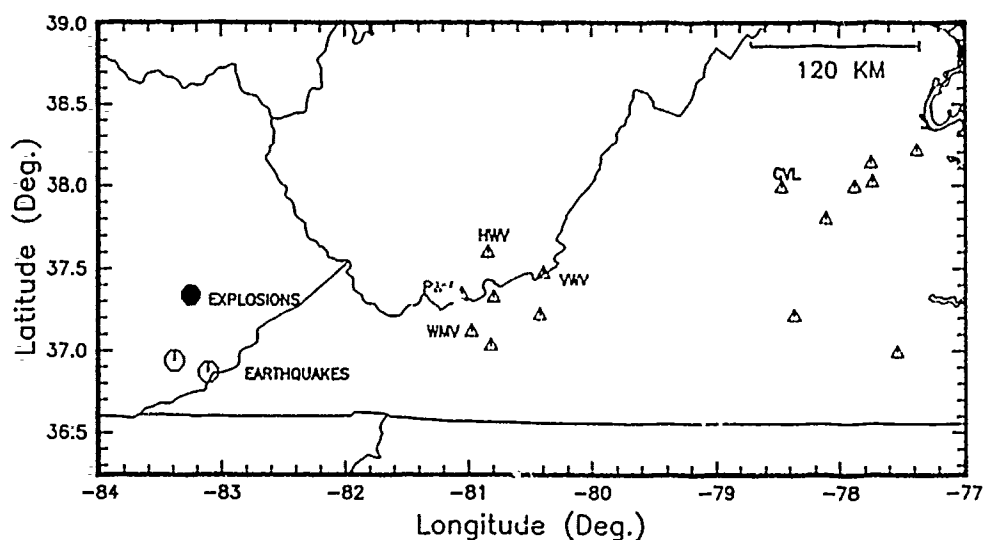 39.0
38.5
38.0
37.5
37.0
36:5
Latitude (Deg.)
120 KM
CVL
HWV
VWV
WMV
EXPLOSIONS
EARTHQUAKES
-84
-83
-82
-81
-80
-79
-78
-77
Longitude (Deg.)